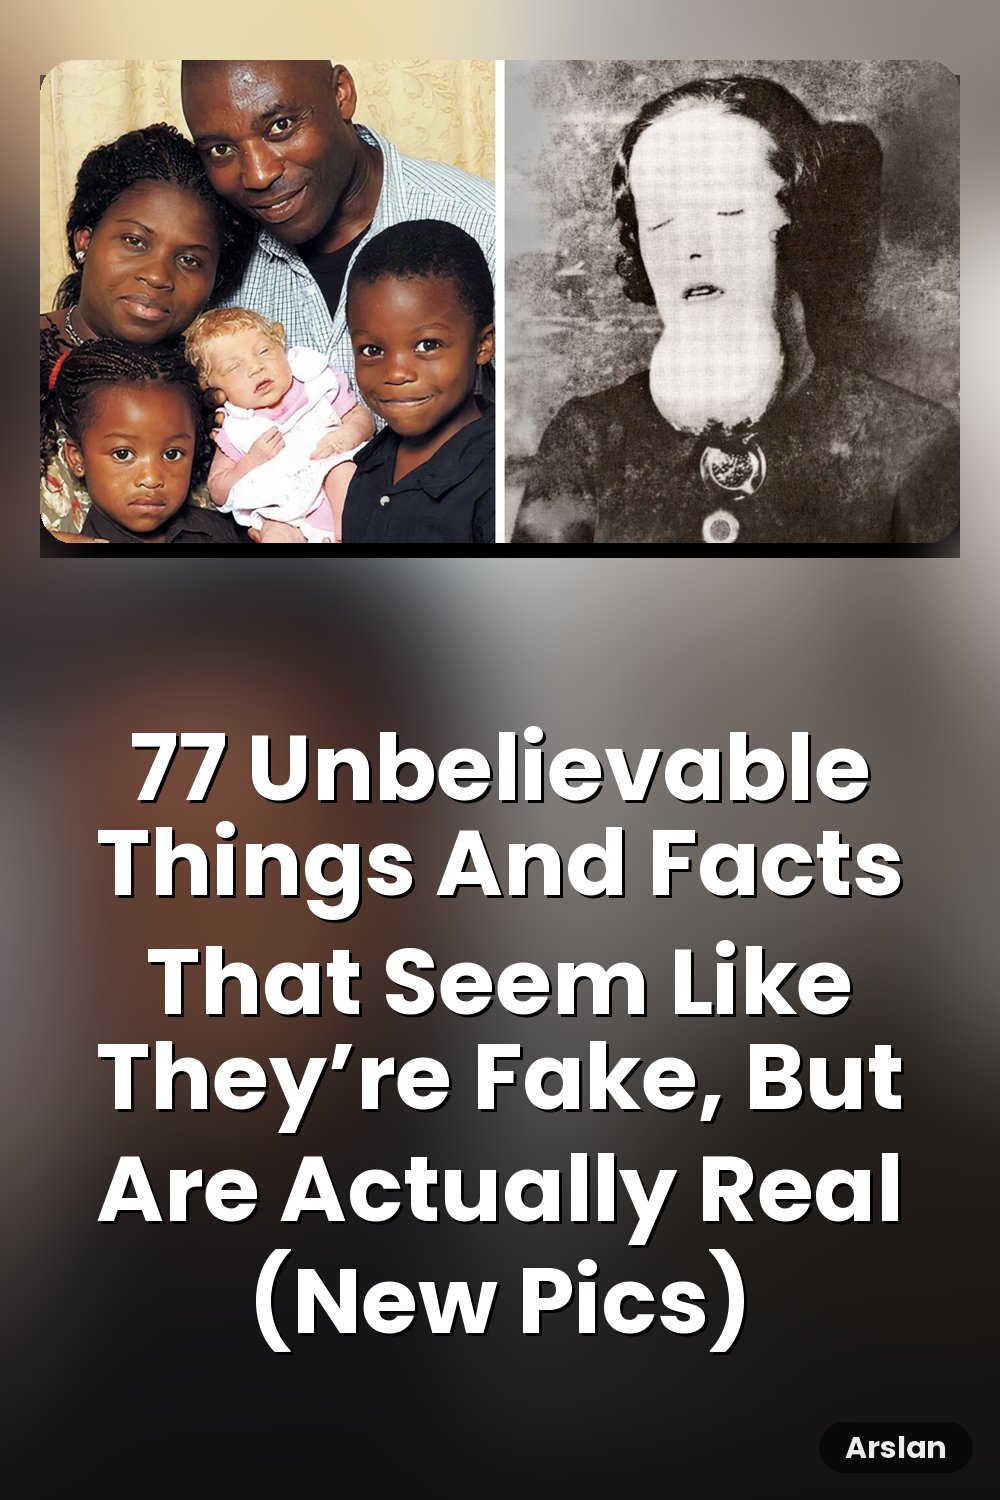 77 Unbelievable
Things And Facts
That Seem Like
They’re Fake, But
Are Actually Real
(New Pics)
Arslan